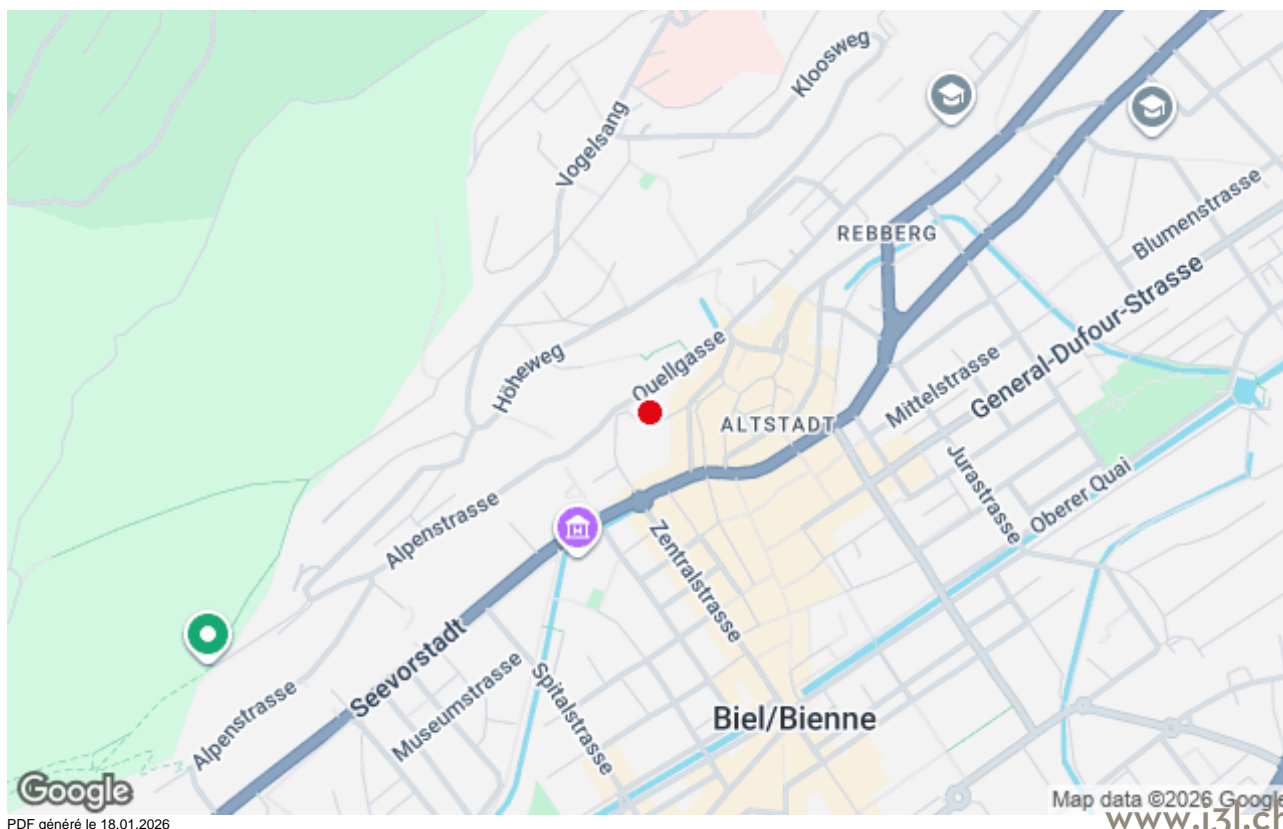 Kloosweg
Vogelsang
REBBERG
Blumenstrasse
General-Dufour-Strasse
Quellgasse
Höheweg
Mittelstrasse
ALTSTADT
Jurastrasse
Oberer Quai
Alpenstrasse
Zentralstrasse
Seevorstadt
Museumstrasse
Spitalstrasse
Alpenstrasse
Biel/Bienne
Google
Map data ©2026 Google
PDF généré le 18.01.2026
www.j3l.ch